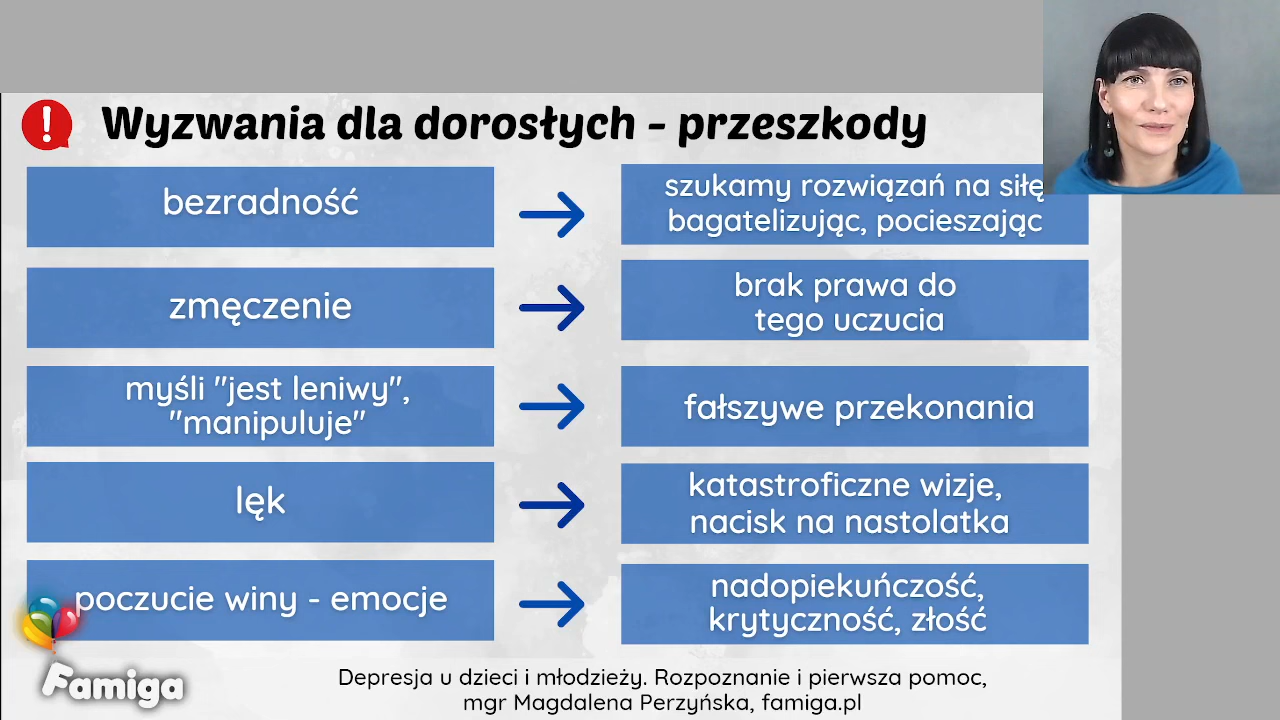 Wyzwania dla dorosłych - przeszkody
bezradność
szukamy rozwiązań na siłę
bagatelizując, pocieszając
zmęczenie
brak prawa do
tego uczucia
myśli "jest leniwy",
"manipuluje"
fałszywe przekonania
lęk
katastroficzne wizje,
nacisk na nastolatka
poczucie winy - emocje
nadopiekuńczość,
krytyczność, złość
Famiga
Depresja u dzieci i młodzieży. Rozpoznanie i pierwsza pomoc,
mgr Magdalena Perzyńska, famiga.pl